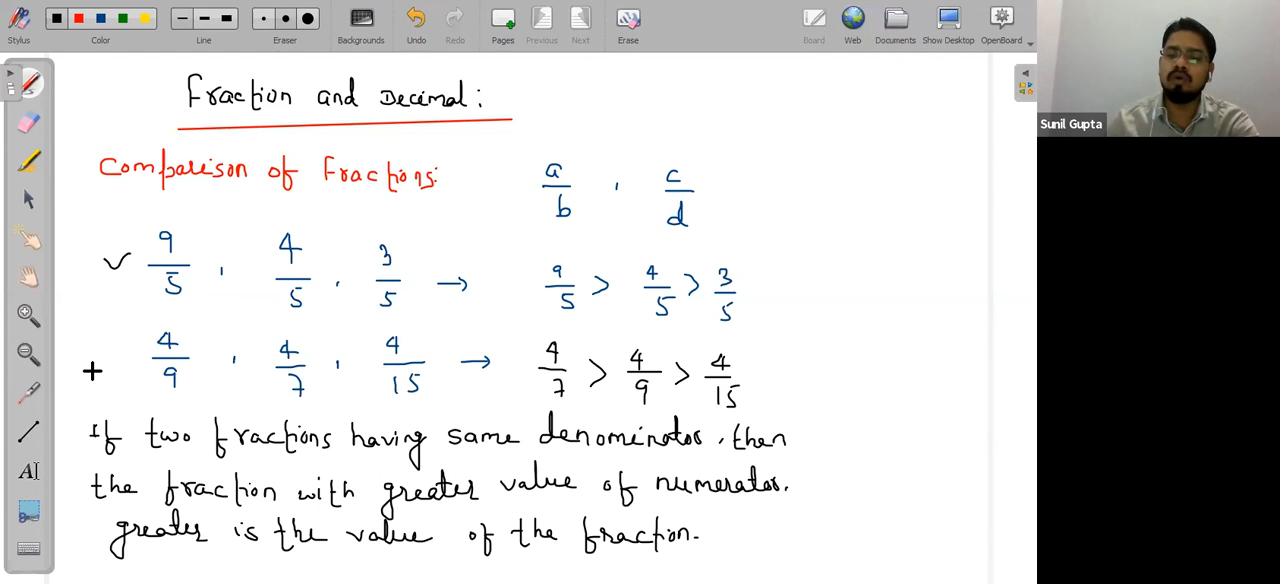 Stylus
Color
Line
Eraser
Backgrounds
Undo
Redo
Pages
Previous
Next
Erase
Board
Web
Documents
Show Desktop
OpenBoard
Sunil Gupta
Fraction and Decimal:
Comparison of Fractions:
a/b , c/d
9/5 , 4/5 , 3/5 → 9/5 > 4/5 > 3/5
4/9 , 4/7 , 4/15 → 4/7 > 4/9 > 4/15
If two fractions having same denominator, then
the fraction with greater value of numerator.
greater is the value of the fraction.
AI